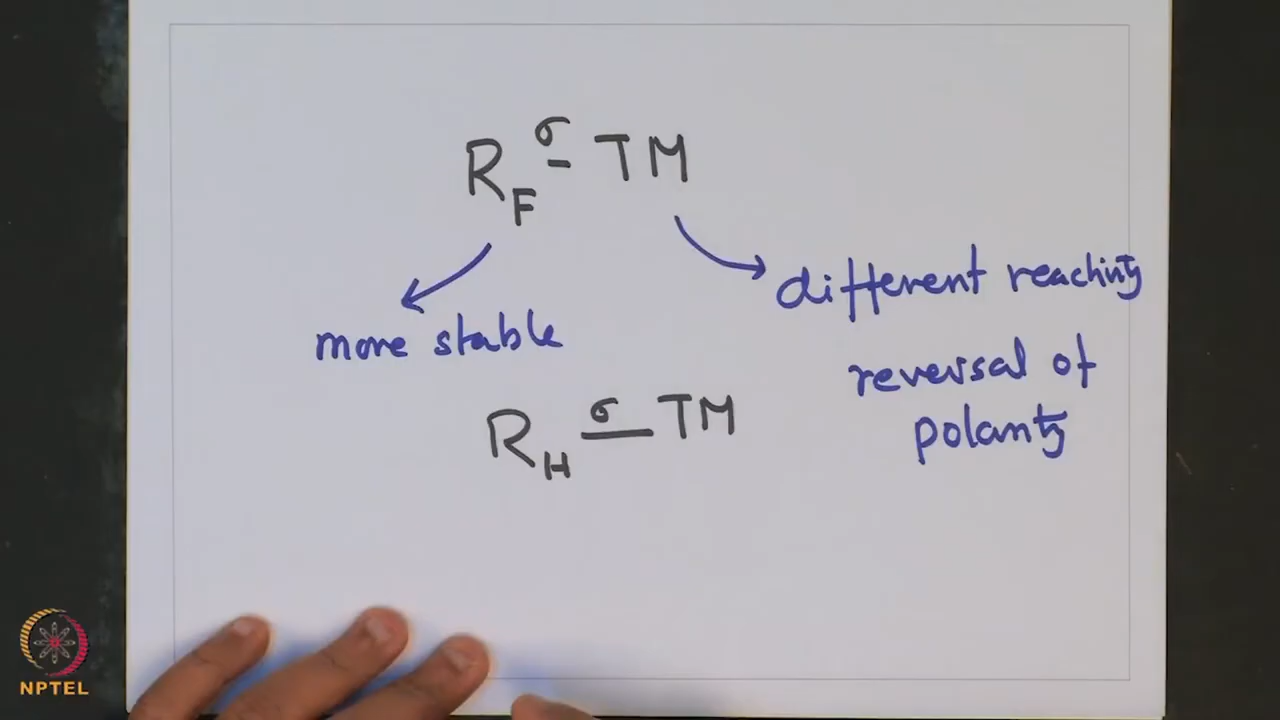 R_F σ - TM
more stable
different reactivity
reversal of
polarity
R_H σ — TM
NPTEL